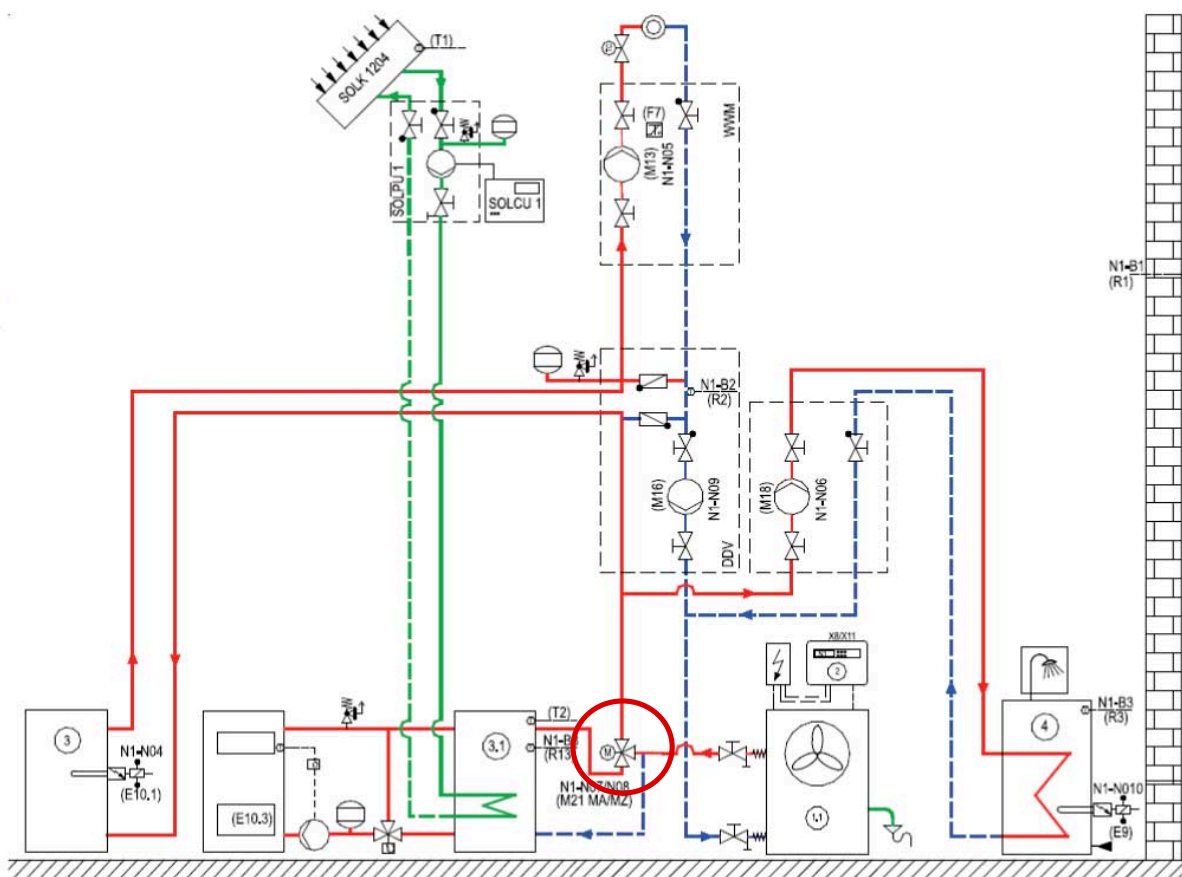 (T1)
SOLK 1204
SOLPU 1
SOLCU 1
(F7)
(M13)
N1-N05
WWM
N1-B1
(R1)
N1-B2
(R2)
(M16)
N1-N09
DDV
(M18)
N1-N06
X8/X11
2
3
N1-N04
(E10.1)
(E10.3)
3.1
(T2)
(R13
M
N1-N07/N08
(M21 MA/MZ)
1.1
4
N1-B3
(R3)
N1-N010
(E9)